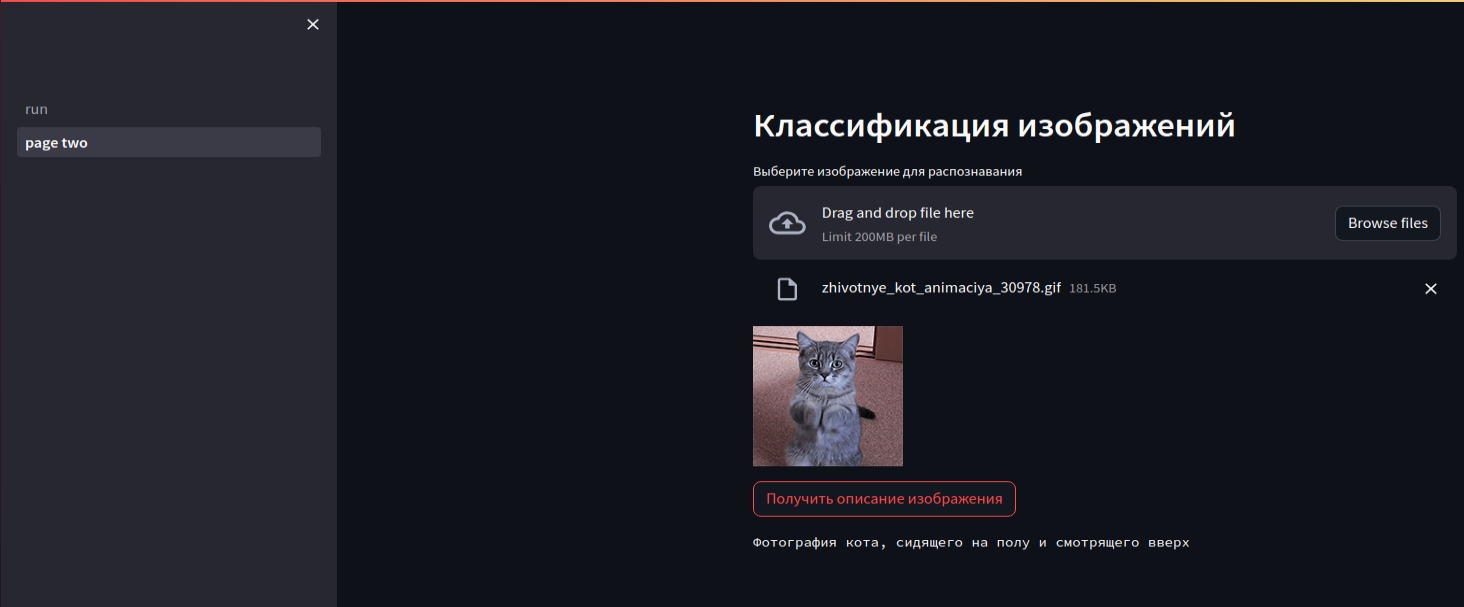 run
page two
Классификация изображений
Выберите изображение для распознавания
Drag and drop file here
Limit 200MB per file
Browse files
zhivotnye_kot_animaciya_30978.gif 181.5KB
Получить описание изображения
Фотография кота, сидящего на полу и смотрящего вверх